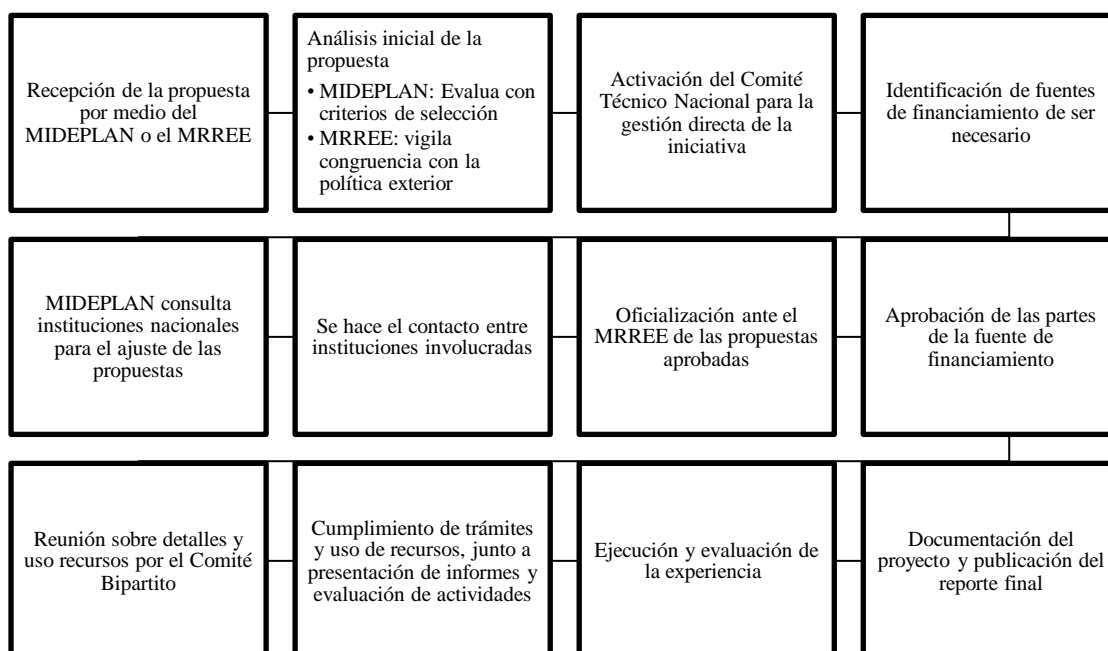 Recepción de la propuesta
por medio del
MIDEPLAN o el MRREE
Análisis inicial de la
propuesta
• MIDEPLAN: Evalua con
criterios de selección
• MRREE: vigila
congruencia con la
política exterior
Activación del Comité
Técnico Nacional para la
gestión directa de la
iniciativa
Identificación de fuentes
de financiamiento de ser
necesario
MIDEPLAN consulta
instituciones nacionales
para el ajuste de las
propuestas
Se hace el contacto entre
instituciones involucradas
Oficialización ante el
MRREE de las propuestas
aprobadas
Aprobación de las partes
de la fuente de
financiamiento
Reunión sobre detalles y
uso recursos por el Comité
Bipartito
Cumplimiento de trámites
y uso de recursos, junto a
presentación de informes y
evaluación de actividades
Ejecución y evaluación de
la experiencia
Documentación del
proyecto y publicación del
reporte final